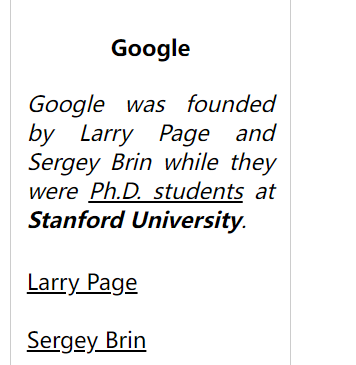 Google
Google was founded
by Larry Page and
Sergey Brin while they
were Ph.D. students at
Stanford University.
Larry Page
Sergey Brin